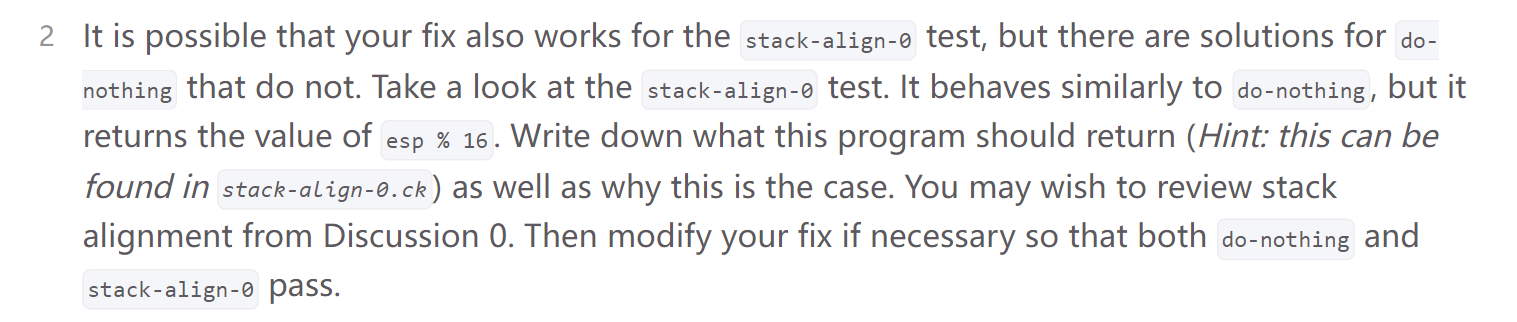 2 It is possible that your fix also works for the stack-align-0 test, but there are solutions for do-
nothing that do not. Take a look at the stack-align-0 test. It behaves similarly to do-nothing, but it
returns the value of esp % 16. Write down what this program should return (Hint: this can be
found in stack-align-0.ck) as well as why this is the case. You may wish to review stack
alignment from Discussion 0. Then modify your fix if necessary so that both do-nothing and
stack-align-0 pass.